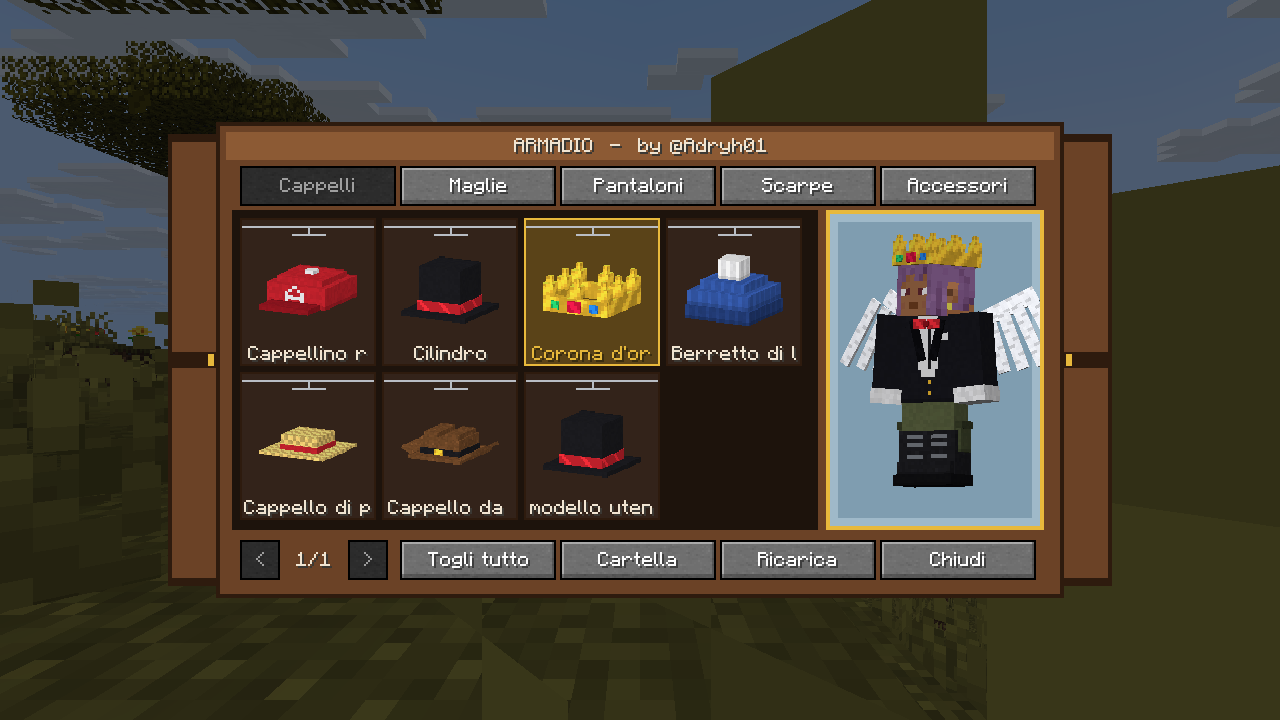 ARMADIO - by @Adryh01
Cappelli
Maglie
Pantaloni
Scarpe
Accessori
Cappellino r
Cilindro
Corona d'or
Berretto di l
Cappello di p
Cappello da
modello uten
< 1/1 >
Togli tutto
Cartella
Ricarica
Chiudi